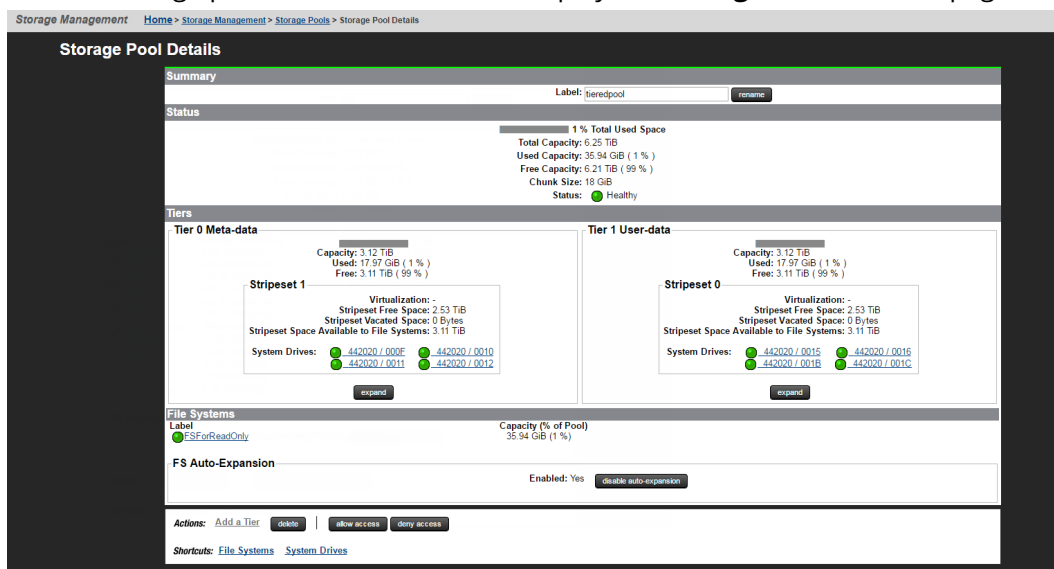 Storage Management Home > Storage Management > Storage Pools > Storage Pool Details
Storage Pool Details
Summary
Label: tieredpool rename
Status
1 % Total Used Space
Total Capacity: 6.25 TiB
Used Capacity: 35.94 GiB ( 1 % )
Free Capacity: 6.21 TiB ( 99 % )
Chunk Size: 18 GiB
Status: Healthy
Tiers
Tier 0 Meta-data
Capacity: 3.12 TiB
Used: 17.97 GiB ( 1 % )
Free: 3.11 TiB ( 99 % )
Stripeset 1
Virtualization: -
Stripeset Free Space: 2.53 TiB
Stripeset Vacated Space: 0 Bytes
Stripeset Space Available to File Systems: 3.11 TiB
System Drives: 442020 / 000F 442020 / 0010
442020 / 0011 442020 / 0012
expand
Tier 1 User-data
Capacity: 3.12 TiB
Used: 17.97 GiB ( 1 % )
Free: 3.11 TiB ( 99 % )
Stripeset 0
Virtualization: -
Stripeset Free Space: 2.53 TiB
Stripeset Vacated Space: 0 Bytes
Stripeset Space Available to File Systems: 3.11 TiB
System Drives: 442020 / 0015 442020 / 0016
442020 / 001B 442020 / 001C
expand
File Systems
Label Capacity (% of Pool)
FSForReadOnly 35.94 GiB (1 %)
FS Auto-Expansion
Enabled: Yes disable auto-expansion
Actions: Add a Tier delete | allow access deny access
Shortcuts: File Systems System Drives